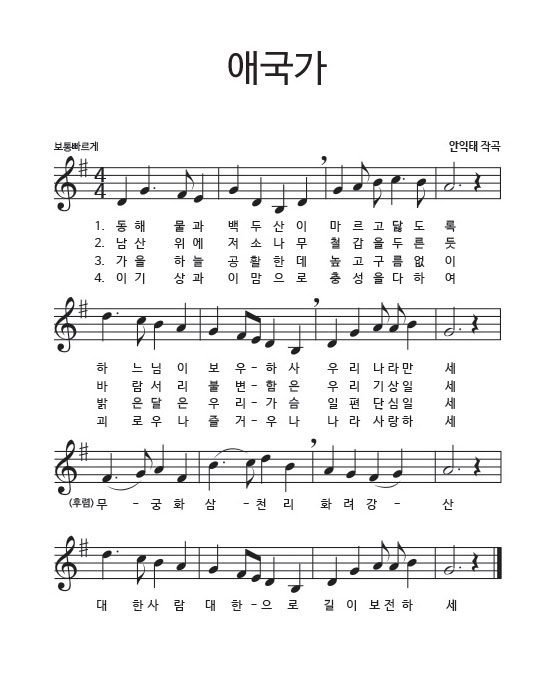 애국가
보통빠르게
안익태 작곡
1. 동해 물과 백두산이 마르고닳도록
2. 남산 위에 저소나무 철갑을두른듯
3. 가을 하늘 공활한데 높고구름없이
4. 이기 상과 이맘으로 충성을다하여
하느님이 보우-하사 우리나라만세
바람서리 불변-함은 우리기상일세
밝은달은 우리-가슴 일편단심일세
괴로우나 즐거-우나 나라사랑하세
(후렴) 무-궁화 삼-천리 화려강-산
대한사람 대한-으로 길이보전하세